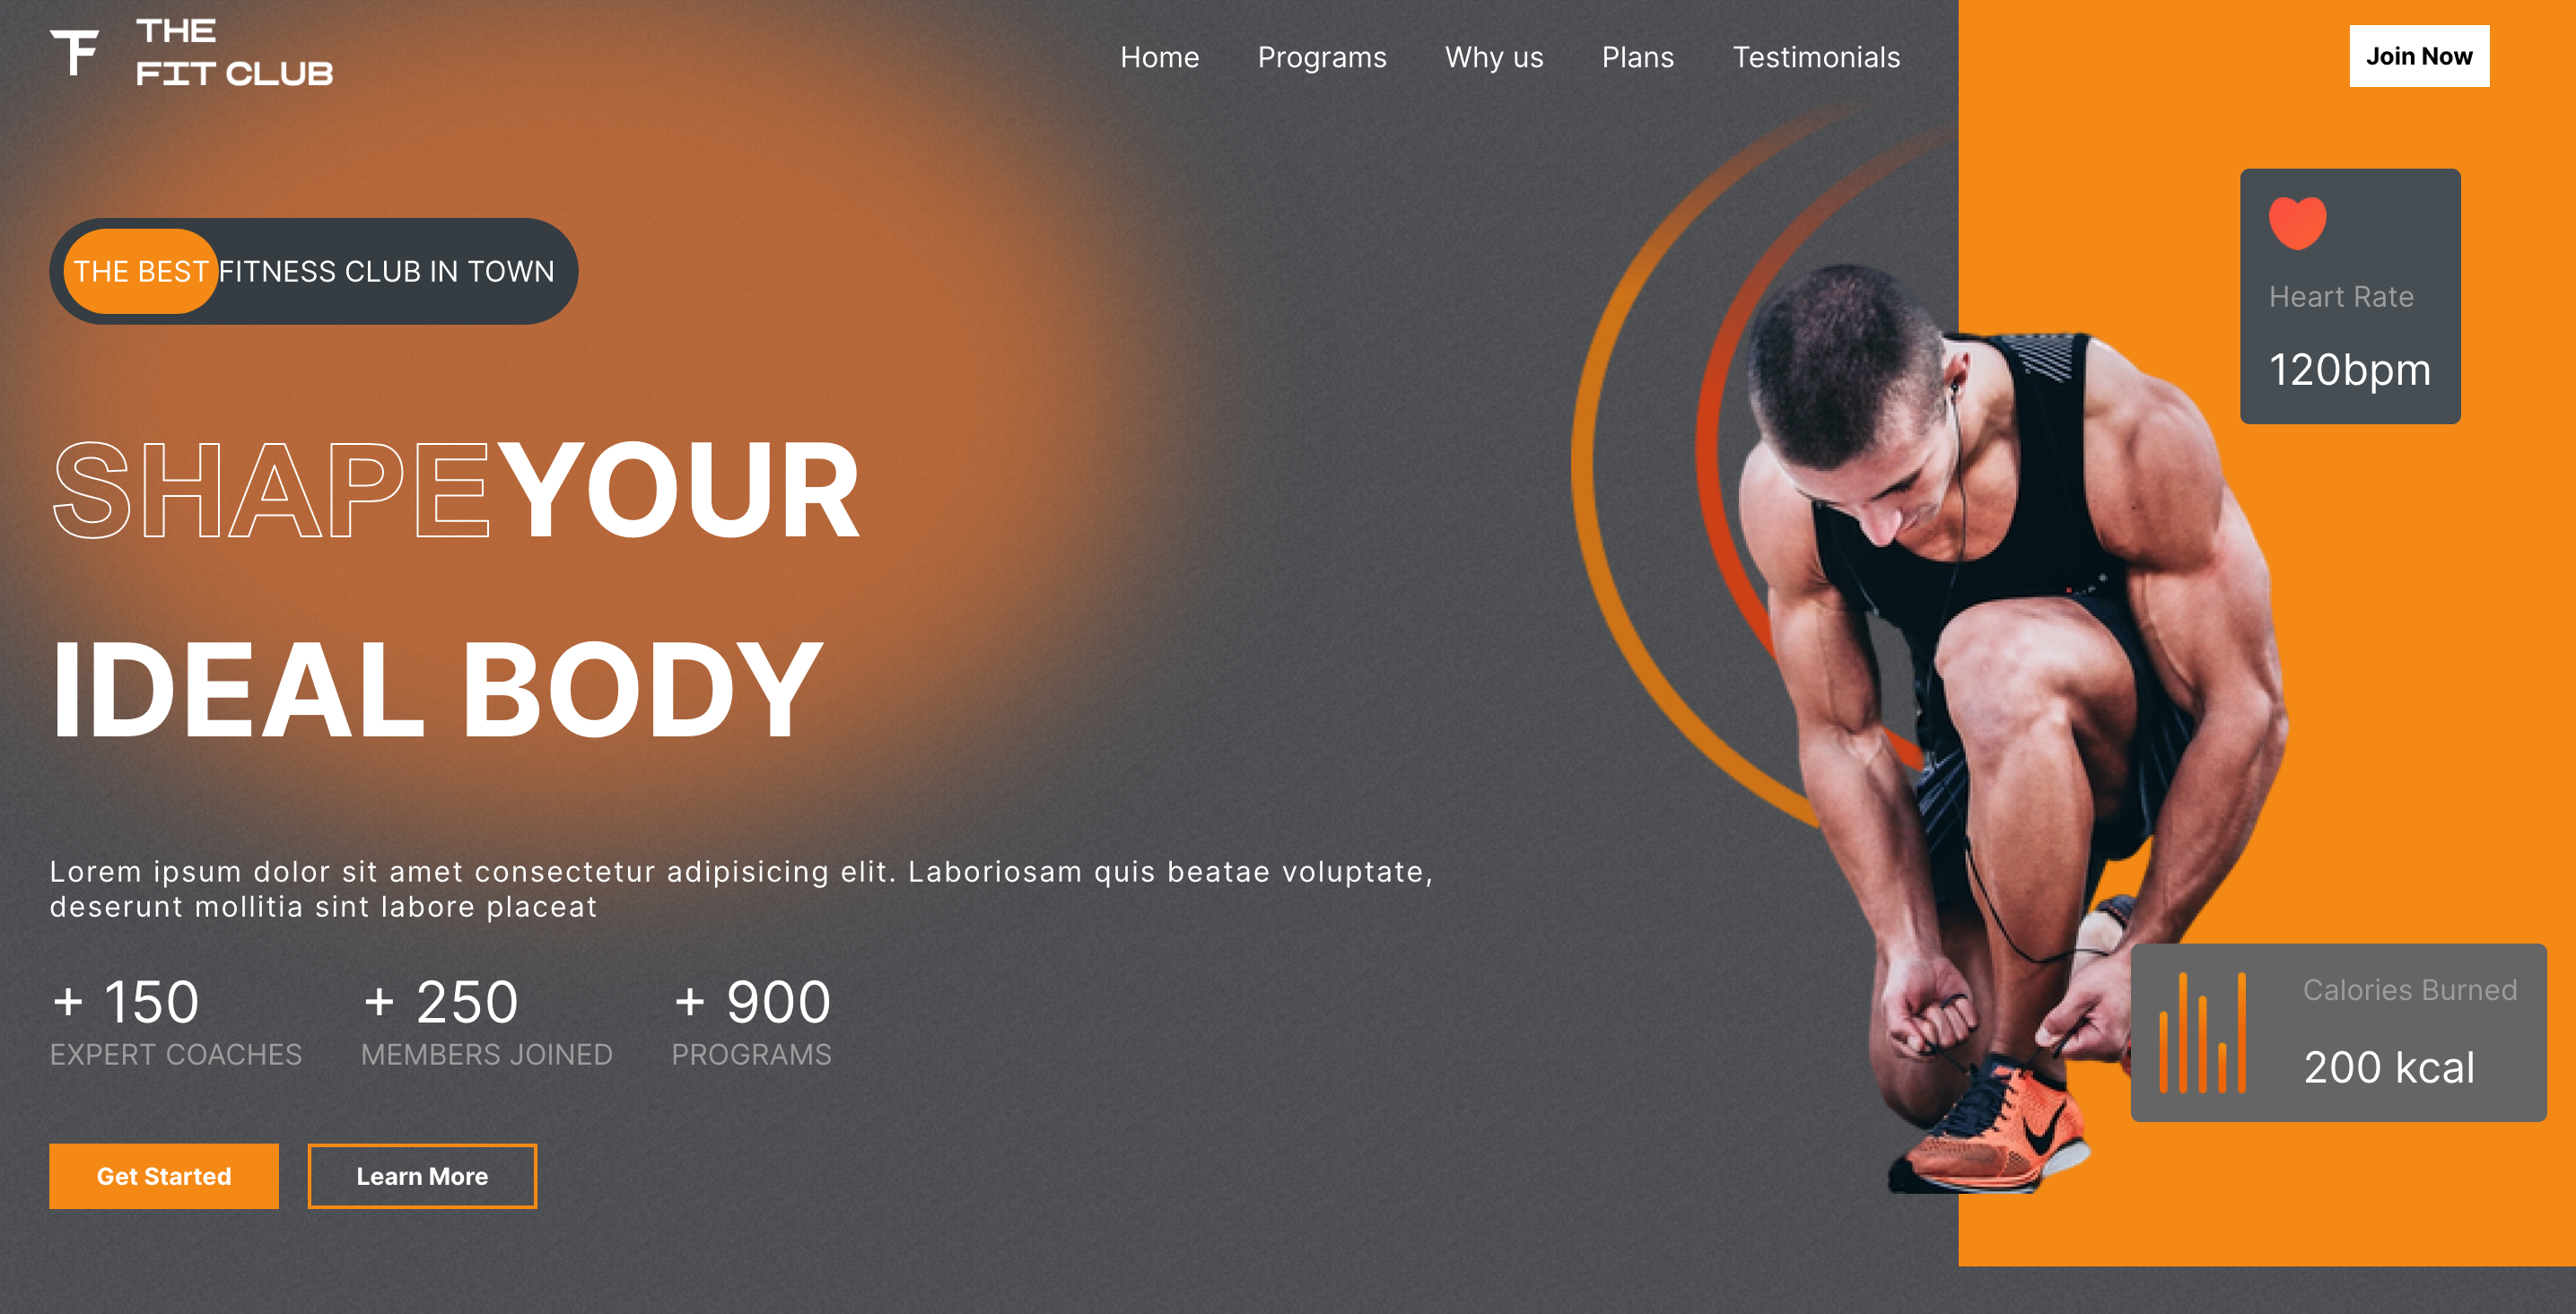 THE
FIT CLUB
Home Programs Why us Plans Testimonials
Join Now
THE BEST FITNESS CLUB IN TOWN
Heart Rate
120bpm
SHAPE YOUR
IDEAL BODY
Lorem ipsum dolor sit amet consectetur adipisicing elit. Laboriosam quis beatae voluptate,
deserunt mollitia sint labore placeat
+ 150 + 250 + 900
EXPERT COACHES MEMBERS JOINED PROGRAMS
Calories Burned
200 kcal
Get Started Learn More